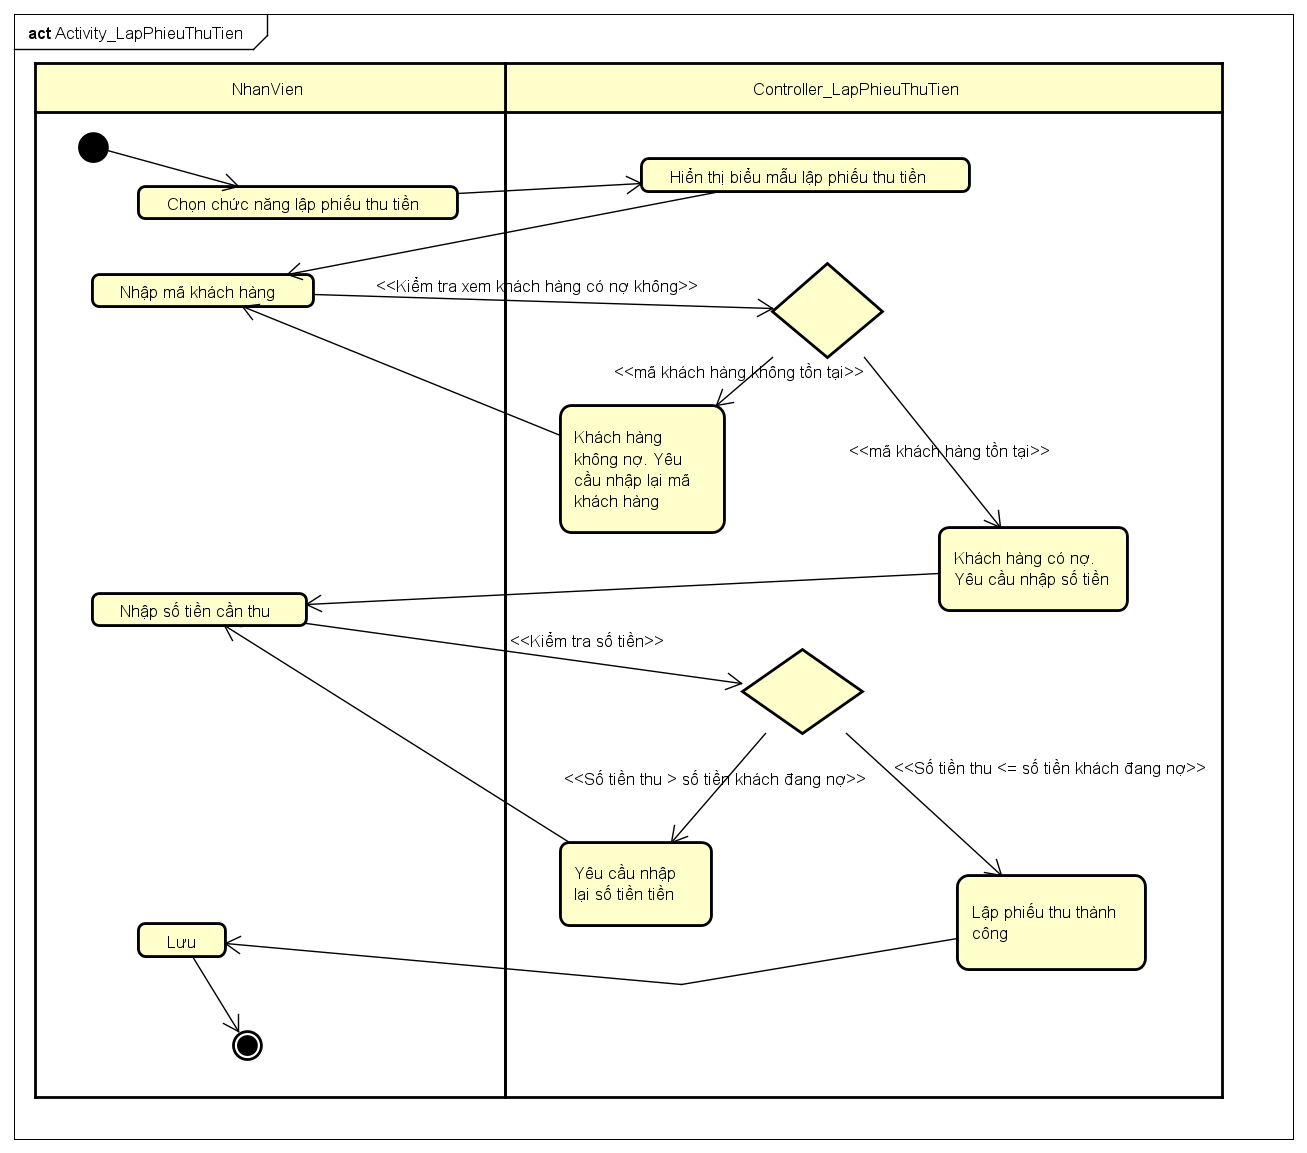 act Activity_LapPhieuThuTien
NhanVien
Controller_LapPhieuThuTien
Hiển thị biểu mẫu lập phiếu thu tiền
Chọn chức năng lập phiếu thu tiền
Nhập mã khách hàng
<<Kiểm tra xem khách hàng có nợ không>>
<<mã khách hàng không tồn tại>>
Khách hàng
không nợ. Yêu
cầu nhập lại mã
khách hàng
<<mã khách hàng tồn tại>>
Khách hàng có nợ.
Yêu cầu nhập số tiền
Nhập số tiền cần thu
<<Kiểm tra số tiền>>
<<Số tiền thu > số tiền khách đang nợ>>
<<Số tiền thu <= số tiền khách đang nợ>>
Yêu cầu nhập
lại số tiền tiền
Lập phiếu thu thành
công
Lưu